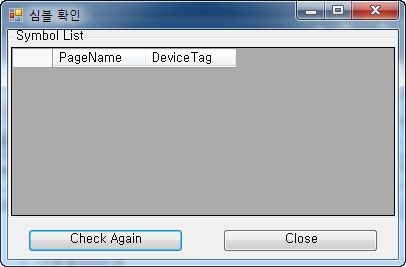 심볼 확인
Symbol List
PageName DeviceTag
Check Again Close